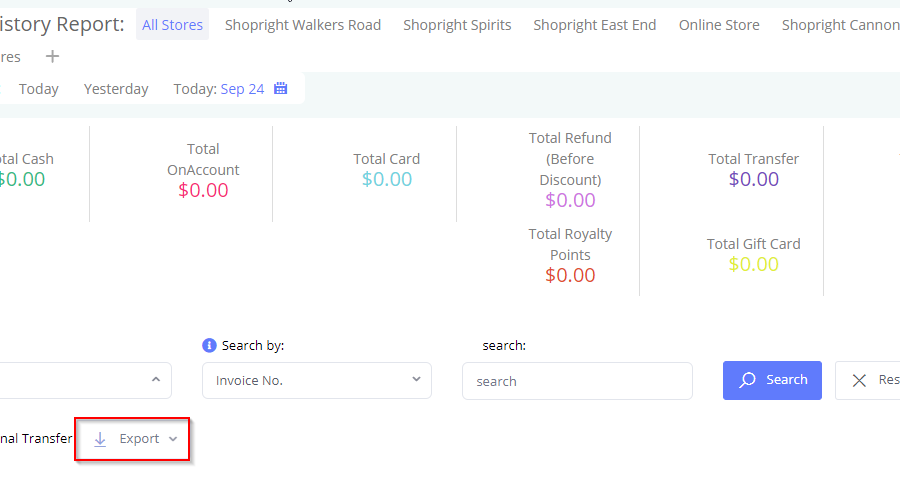 istory Report: All Stores Shopright Walkers Road Shopright Spirits Shopright East End Online Store Shopright Cannon
res +
Today Yesterday Today: Sep 24
otal Cash
$0.00
Total
OnAccount
$0.00
Total Card
$0.00
Total Refund
(Before
Discount)
$0.00
Total Transfer
$0.00
Total Royalty
Points
$0.00
Total Gift Card
$0.00
Search by:
search:
Invoice No.
search
Search
Res
nal Transfer
Export